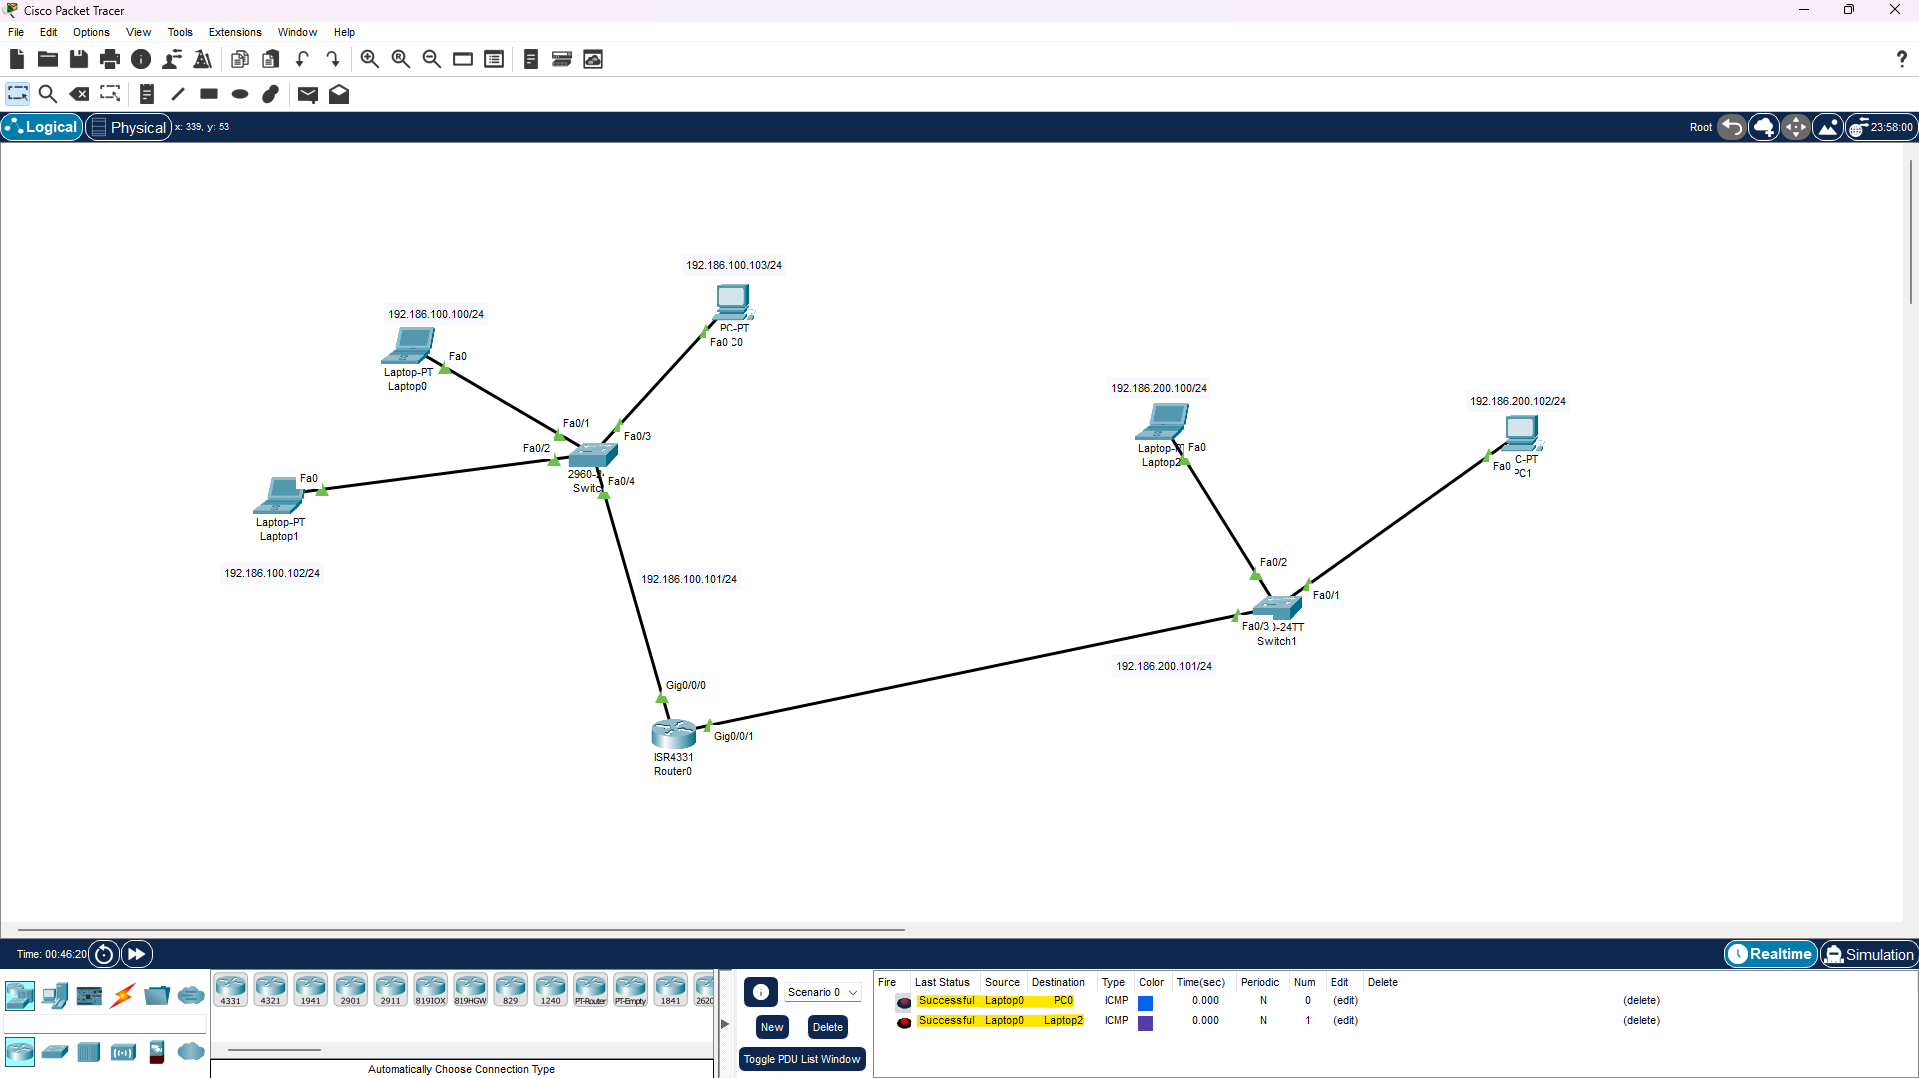 Cisco Packet Tracer
File Edit Options View Tools Extensions Window Help
?
Logical Physical x: 339, y: 53 Root 23:58:00
192.186.100.103/24
PC-PT
Fa0 C0
192.186.100.100/24
Fa0
Laptop-PT
Laptop0
Fa0/1
Fa0/2
Fa0/3
2960-2
Switc
Fa0/4
Fa0
Laptop-PT
Laptop1
192.186.100.102/24
192.186.100.101/24
Gig0/0/0
Gig0/0/1
ISR4331
Router0
192.186.200.100/24
Fa0
Laptop-PT
Laptop2
192.186.200.102/24
C-PT
Fa0
PC1
Fa0/2
Fa0/1
Fa0/3 )-24TT
Switch1
192.186.200.101/24
Time: 00:46:20 Realtime Simulation
4331 4321 1941 2901 2911 819IOX 819HGW 829 1240 PT-Router PT-Empty 1841 2620
Automatically Choose Connection Type
Scenario 0
New Delete
Toggle PDU List Window
Fire Last Status Source Destination Type Color Time(sec) Periodic Num Edit Delete
Successful Laptop0 PC0 ICMP 0.000 N 0 (edit) (delete)
Successful Laptop0 Laptop2 ICMP 0.000 N 1 (edit) (delete)